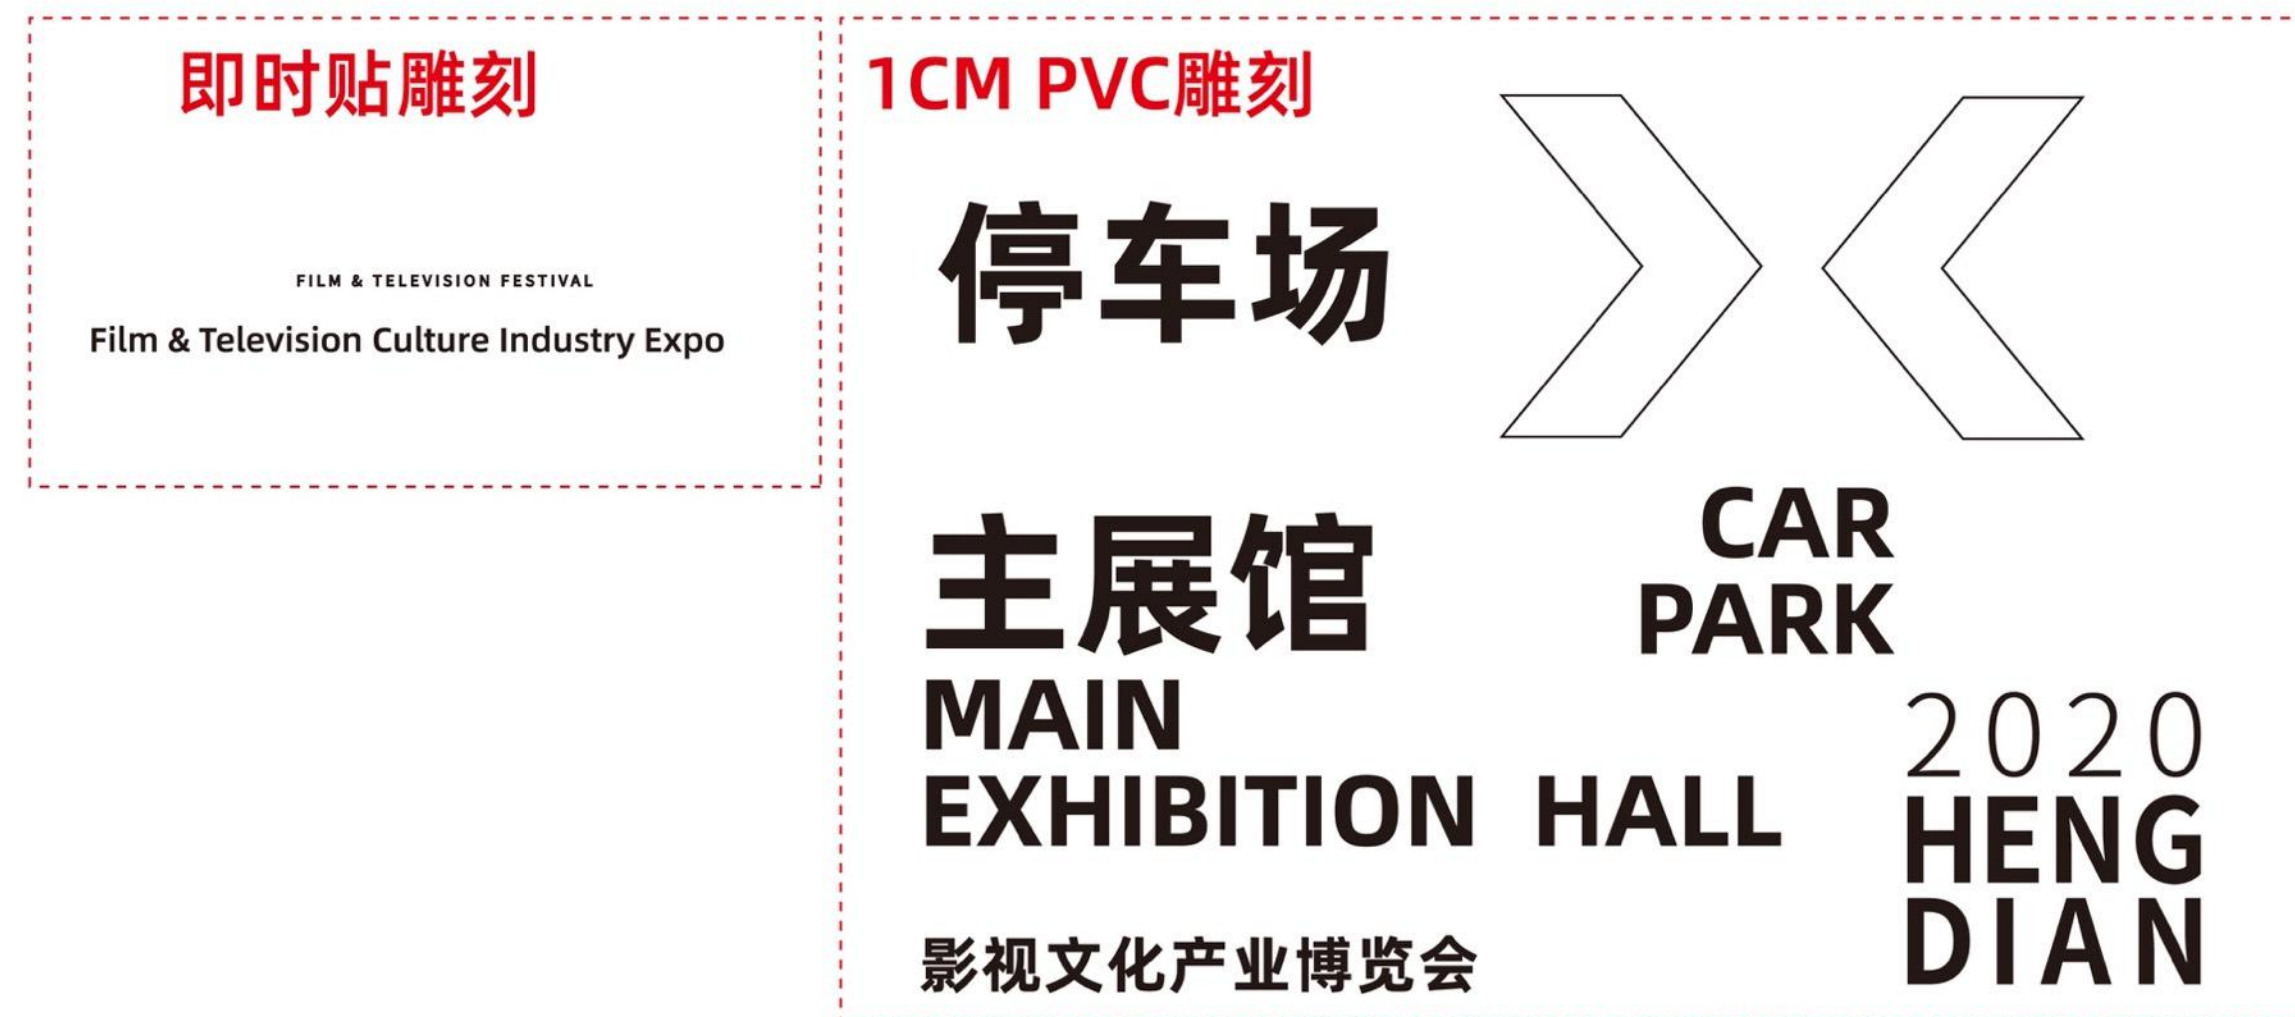 即时贴雕刻
FILM & TELEVISION FESTIVAL
Film & Television Culture Industry Expo
1CM PVC雕刻
停车场
主展馆
MAIN
EXHIBITION HALL
CAR
PARK
2020
HENG
DIAN
影视文化产业博览会